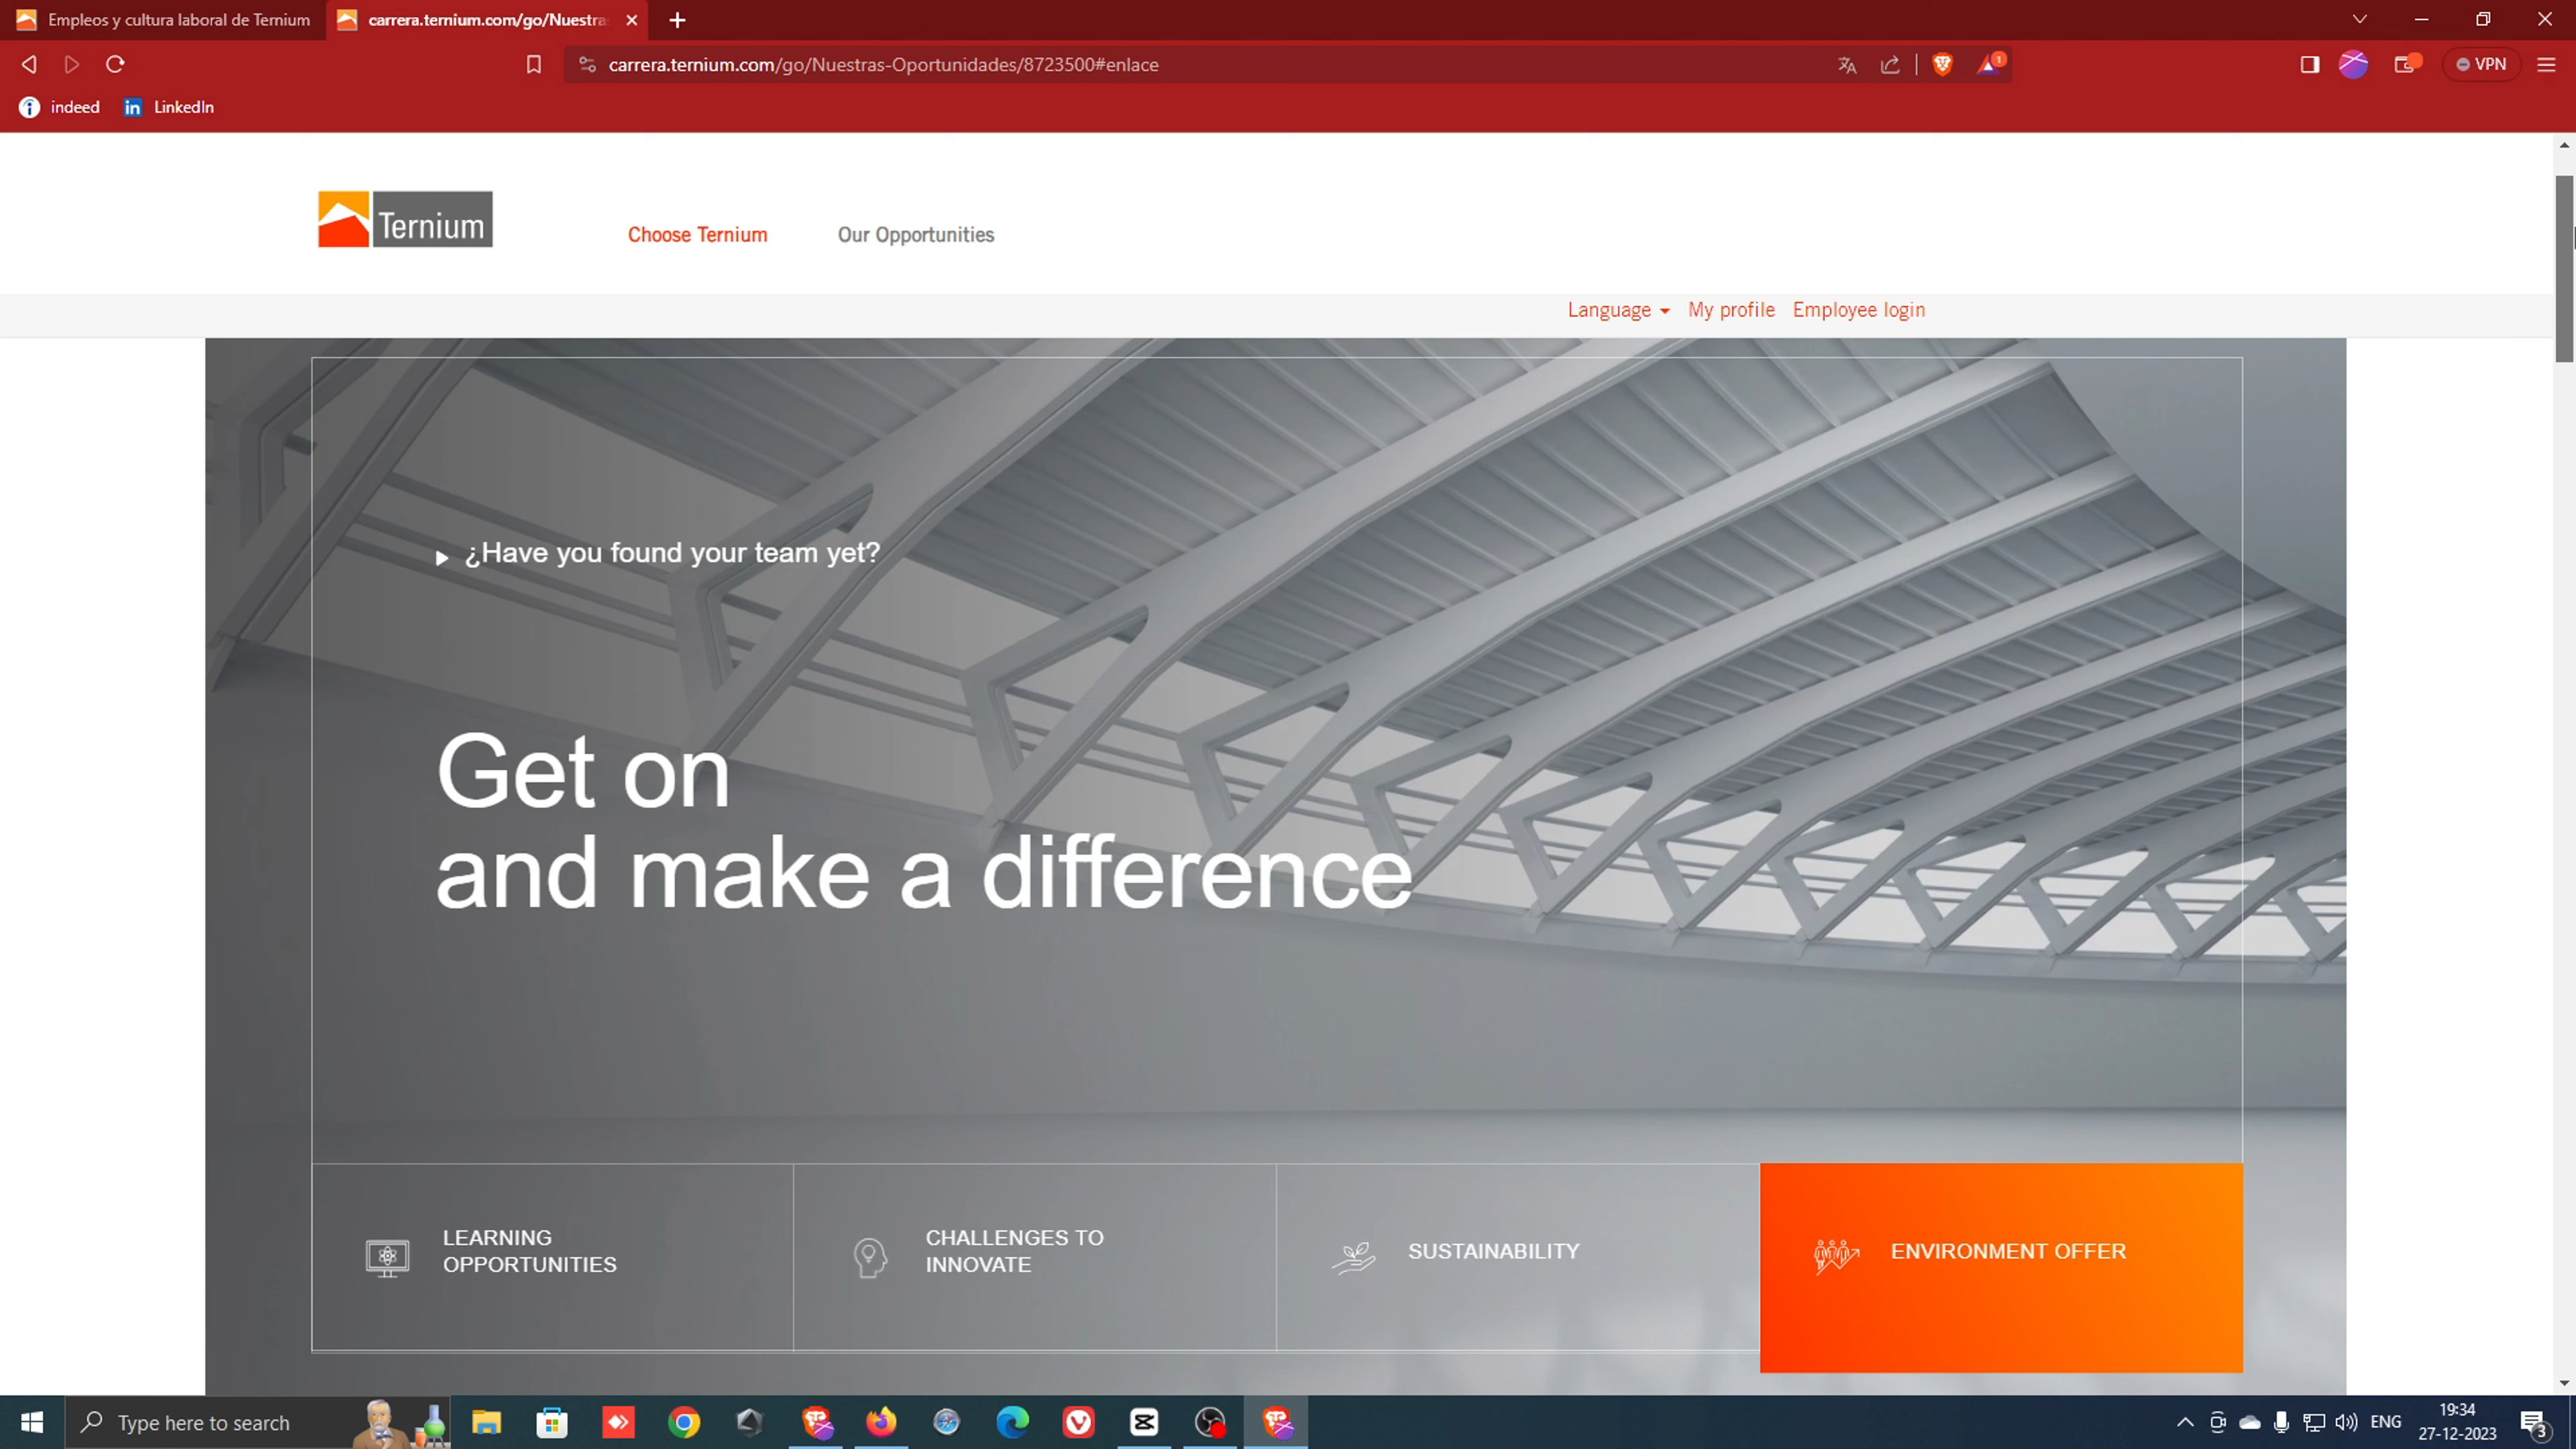 Empleos y cultura laboral de Ternium
carrera.ternium.com/go/Nuestra
carrera.ternium.com/go/Nuestras-Oportunidades/8723500#enlace
1
VPN
indeed
LinkedIn
Ternium
Choose Ternium
Our Opportunities
Language
My profile
Employee login
¿Have you found your team yet?
Get on
and make a difference
LEARNING
OPPORTUNITIES
CHALLENGES TO
INNOVATE
SUSTAINABILITY
ENVIRONMENT OFFER
Type here to search
ENG
19:34
27-12-2023
3